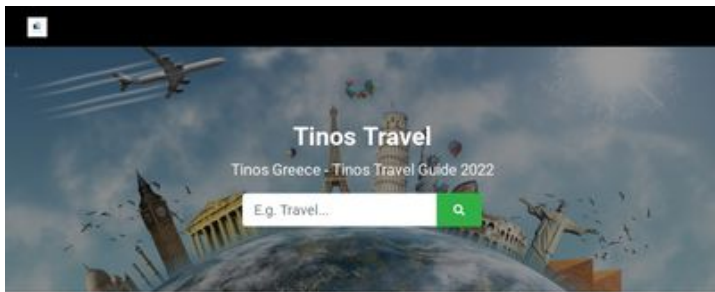 Tinos Travel
Tinos Greece - Tinos Travel Guide 2022
E.g. Travel...